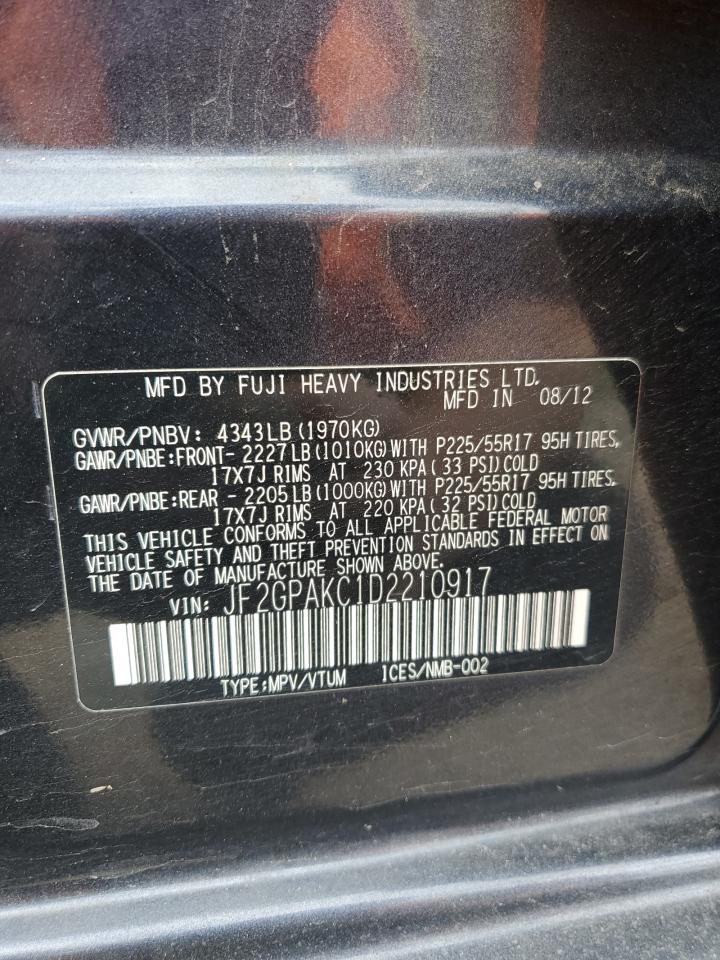 MFD BY FUJI HEAVY INDUSTRIES LTD.
MFD IN 08/12
GVWR/PNBV: 4343LB (1970KG)
GAWR/PNBE:FRONT- 2227LB (1010KG) WITH P225/55R17 95H TIRES,
17X7J RIMS AT 230 KPA (33 PSI) COLD
GAWR/PNBE:REAR - 2205LB (1000KG) WITH P225/55R17 95H TIRES.
17X7J RIMS AT 220 KPA (32 PSI) COLD
THIS VEHICLE CONFORMS TO ALL APPLICABLE FEDERAL MOTOR
VEHICLE SAFETY AND THEFT PREVENTION STANDARDS IN EFFECT ON
THE DATE OF MANUFACTURE SHOWN ABOVE.
VIN: JF2GPAKC1D2210917
TYPE:MPV/VTUM ICES/NMB-002